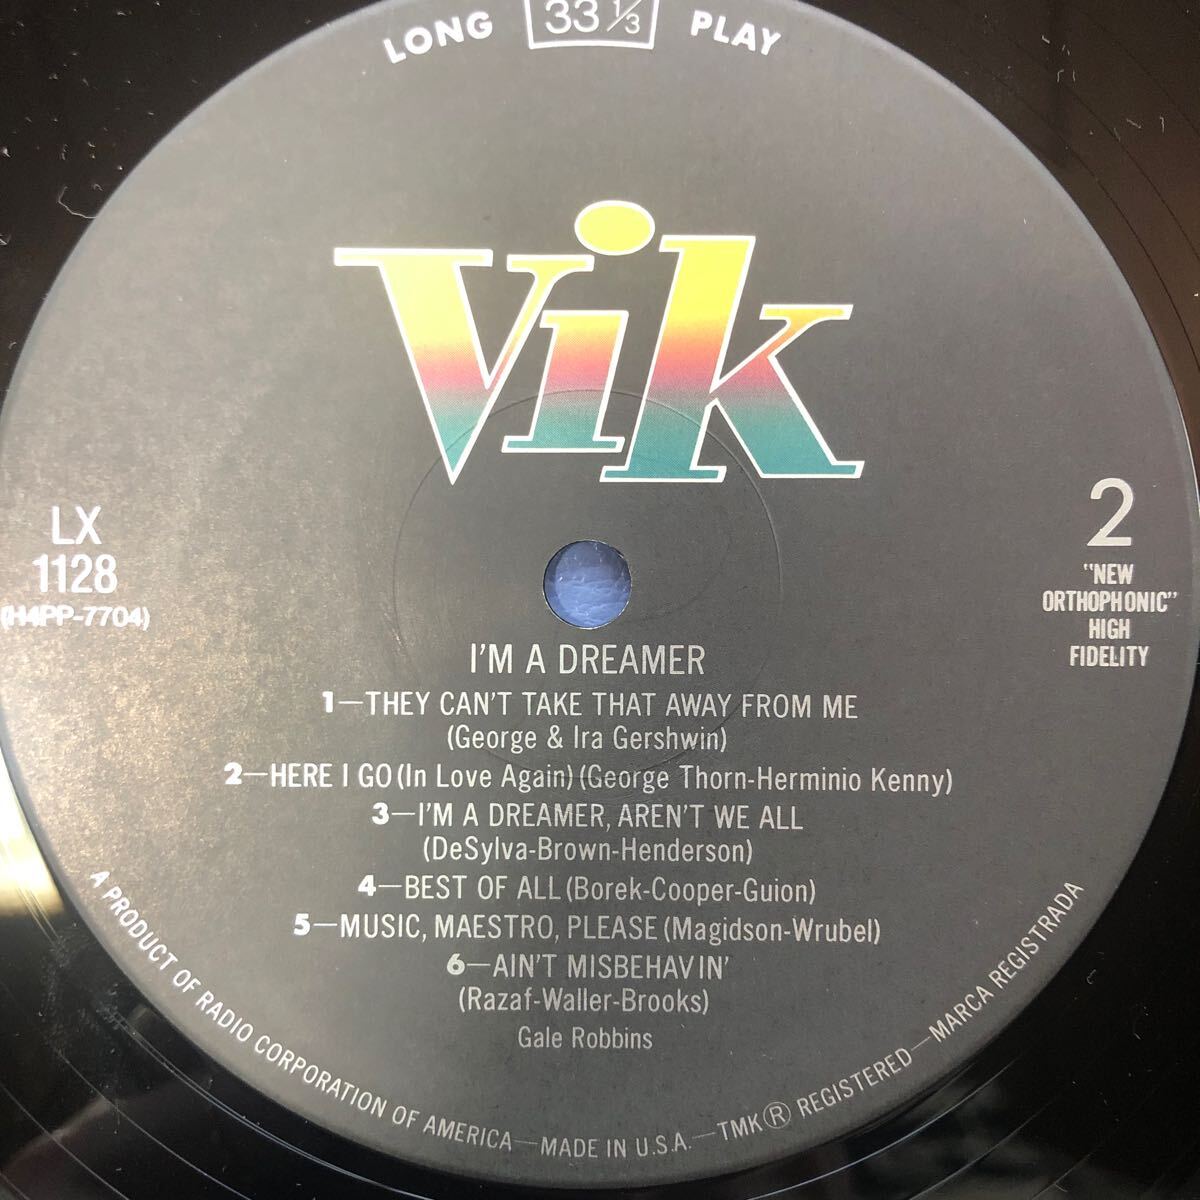 LONG 33 1/3 PLAY
Vik
LX
1128
(H4PP-7704)
2
"NEW
ORTHOPHONIC"
HIGH
FIDELITY
I'M A DREAMER
1—THEY CAN'T TAKE THAT AWAY FROM ME
(George & Ira Gershwin)
2—HERE I GO (In Love Again) (George Thorn-Herminio Kenny)
3—I'M A DREAMER, AREN'T WE ALL
(DeSylva-Brown-Henderson)
4—BEST OF ALL (Borek-Cooper-Guion)
5—MUSIC, MAESTRO, PLEASE (Magidson-Wrubel)
6—AIN'T MISBEHAVIN'
(Razaf-Waller-Brooks)
Gale Robbins
A PRODUCT OF RADIO CORPORATION OF AMERICA—MADE IN U.S.A.—TMK ® REGISTERED—MARCA REGISTRADA